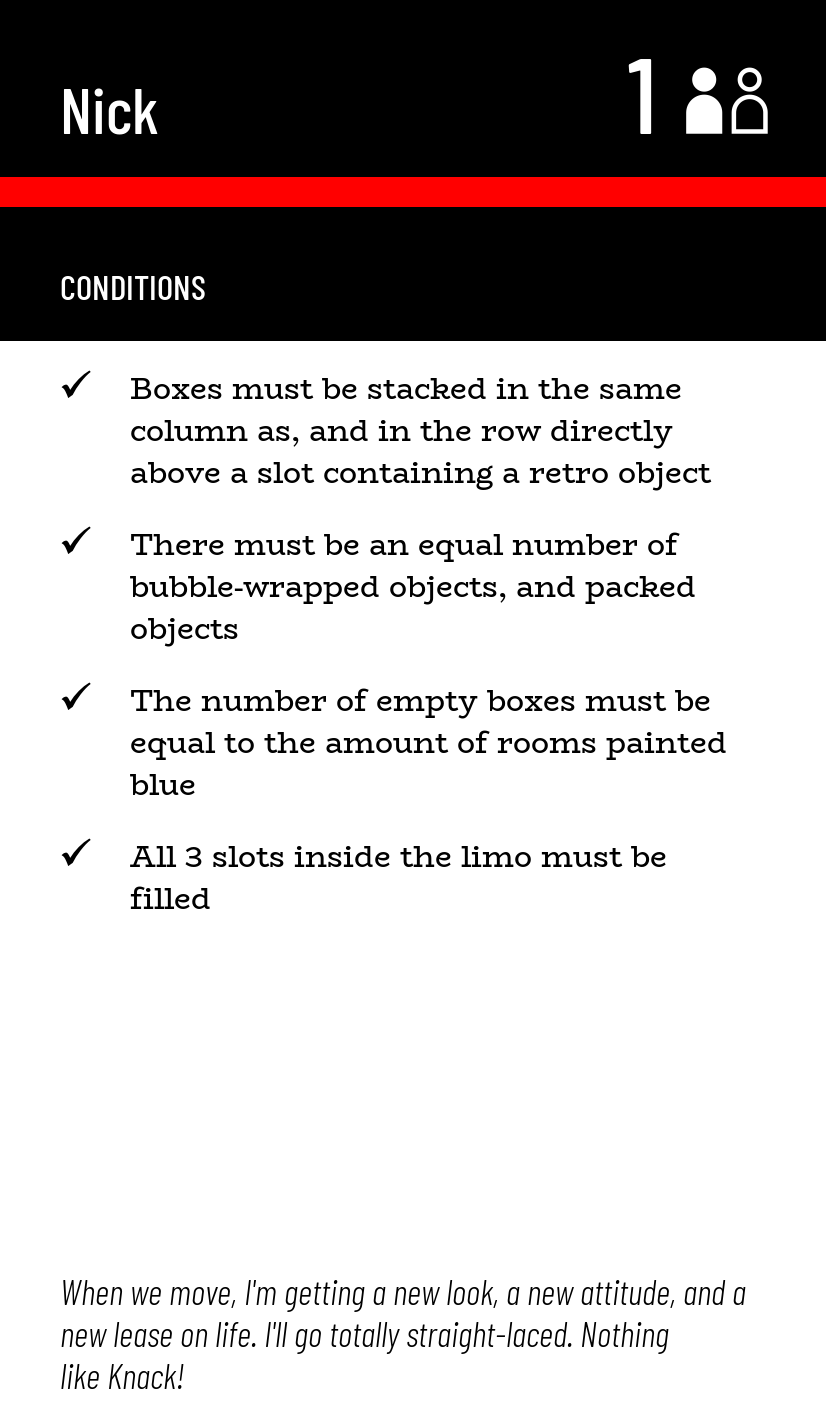 Nick
1
CONDITIONS
✓ Boxes must be stacked in the same
column as, and in the row directly
above a slot containing a retro object
✓ There must be an equal number of
bubble-wrapped objects, and packed
objects
✓ The number of empty boxes must be
equal to the amount of rooms painted
blue
✓ All 3 slots inside the limo must be
filled
When we move, I'm getting a new look, a new attitude, and a
new lease on life. I'll go totally straight-laced. Nothing
like Knack!